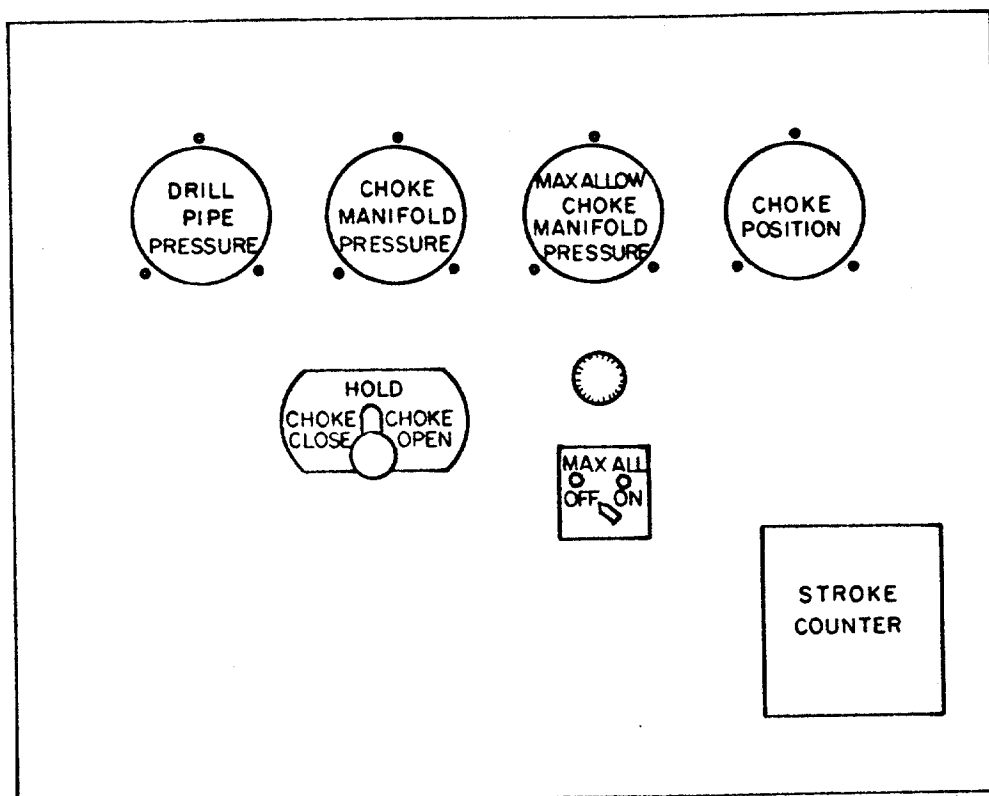 DRILL
PIPE
PRESSURE
CHOKE
MANIFOLD
PRESSURE
MAX ALLOW
CHOKE
MANIFOLD
PRESSURE
CHOKE
POSITION
HOLD
CHOKE CHOKE
CLOSE OPEN
MAX ALL
OFF ON
STROKE
COUNTER